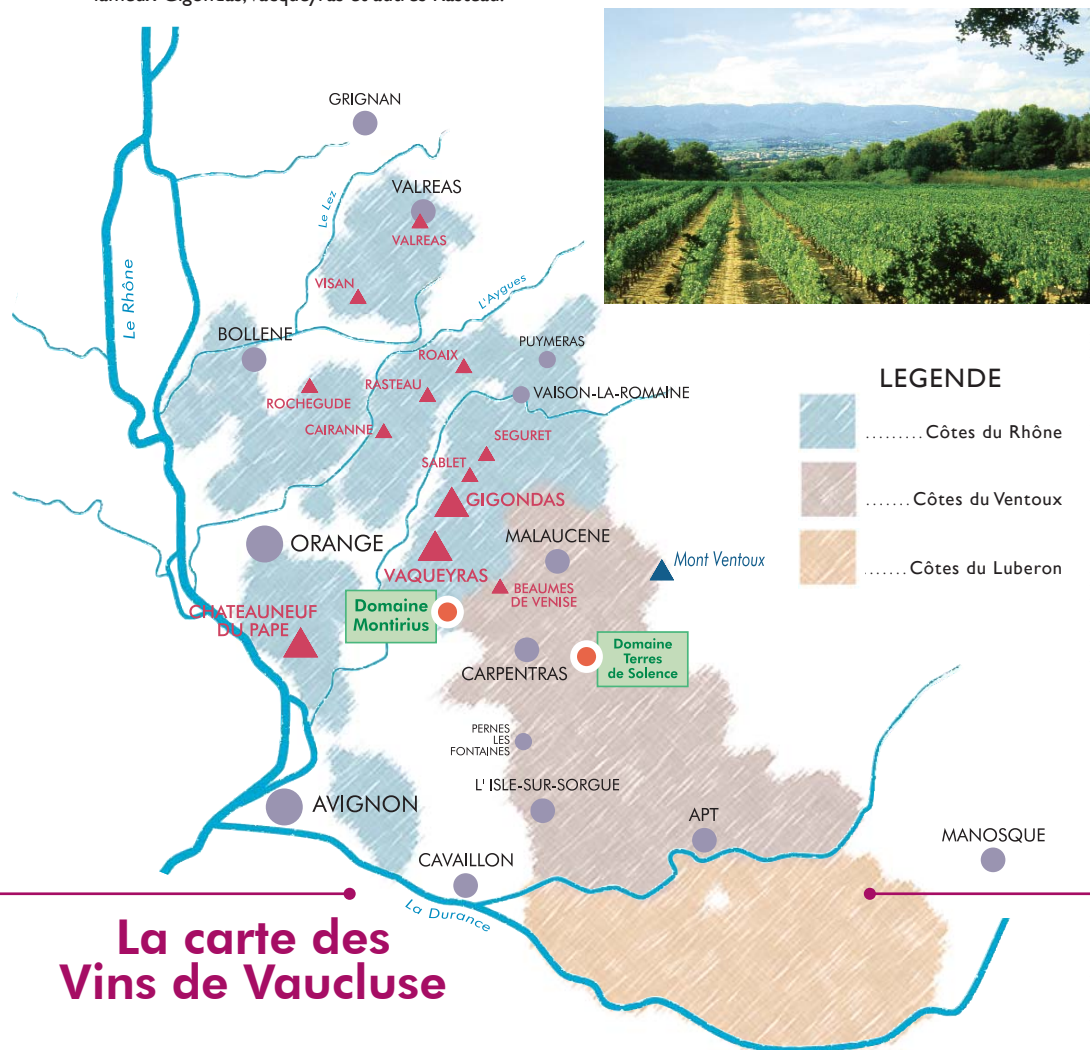 GRIGNAN
VALREAS
Le Lez
VALREAS
VISAN
L'Aygues
Le Rhône
BOLLENE
PUYMERAS
ROAIX
RASTEAU
VAISON-LA-ROMAINE
ROCHEGUDE
CAIRANNE
SEGURET
SABLET
GIGONDAS
LEGENDE
.........Côtes du Rhône
.....Côtes du Ventoux
.......Côtes du Luberon
ORANGE
MALAUCENE
Mont Ventoux
VAQUEYRAS
BEAUMES
DE VENISE
CHATEAUNEUF
DU PAPE
Domaine
Montirius
Domaine
Terres
de Solence
CARPENTRAS
PERNES
LES
FONTAINES
L' ISLE-SUR-SORGUE
AVIGNON
APT
MANOSQUE
CAVAILLON
La Durance
La carte des
Vins de Vaucluse